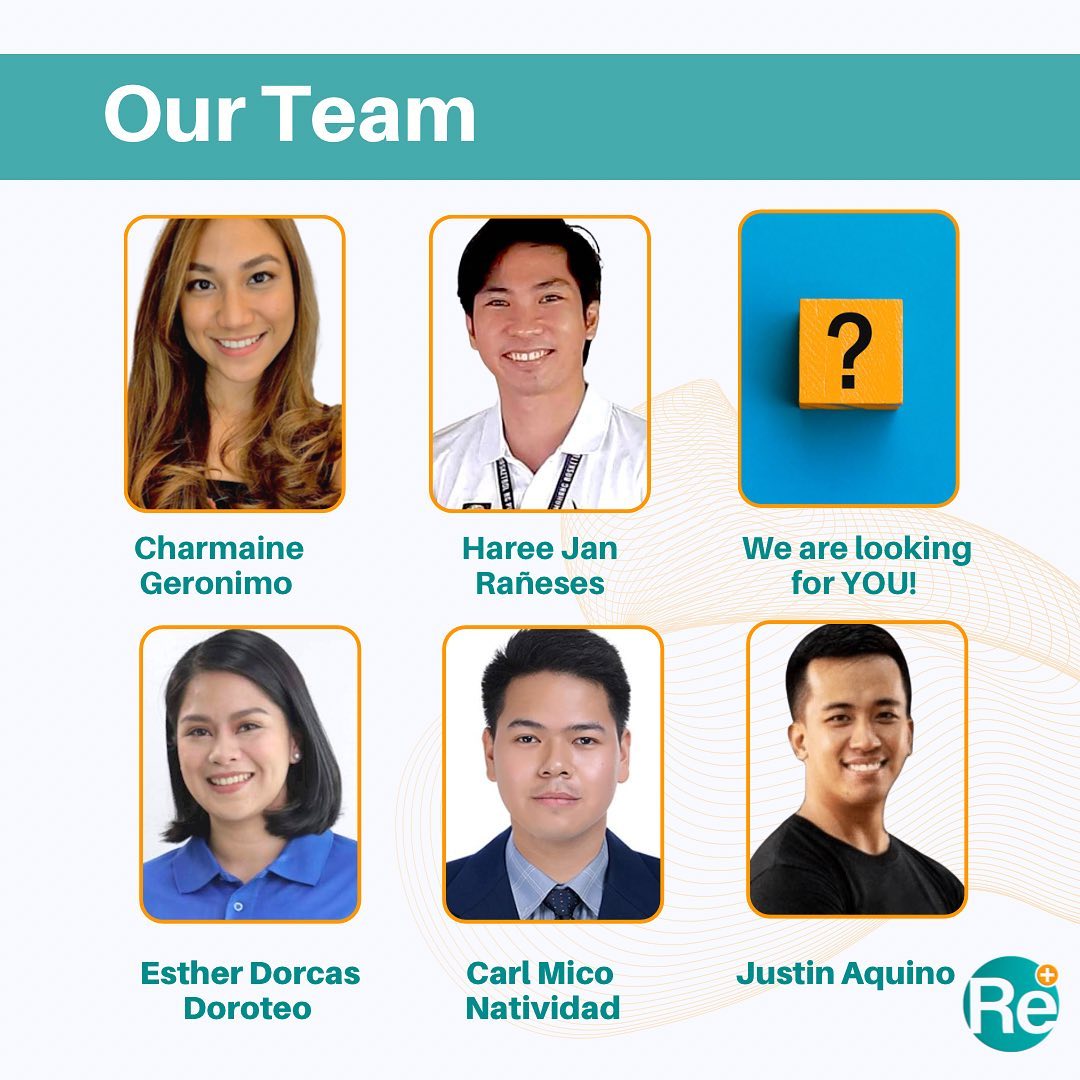 Our Team
Charmaine
Geronimo
Haree Jan
Rañeses
?
We are looking
for YOU!
Esther Dorcas
Doroteo
Carl Mico
Natividad
Justin Aquino
Re+